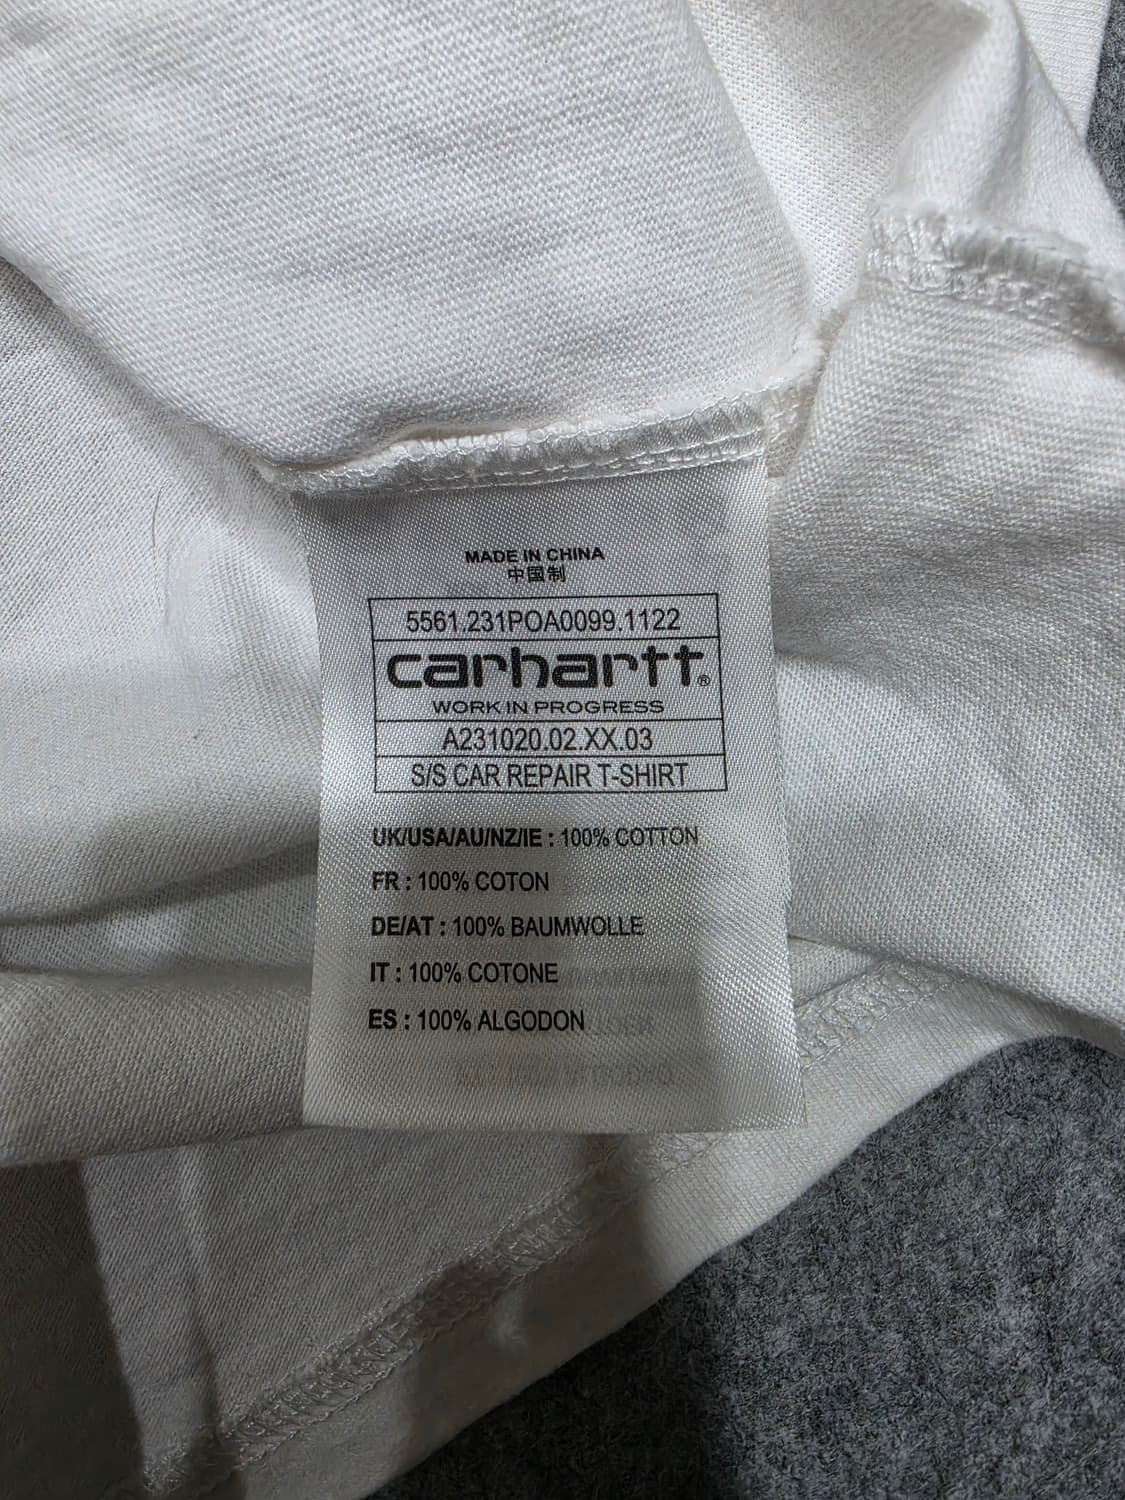 MADE IN CHINA
中国制
5561.231POA0099.1122
carhartt®
WORK IN PROGRESS
A231020.02.XX.03
S/S CAR REPAIR T-SHIRT
UK/USA/AU/NZ/IE : 100% COTTON
FR : 100% COTON
DE/AT : 100% BAUMWOLLE
IT : 100% COTONE
ES : 100% ALGODON